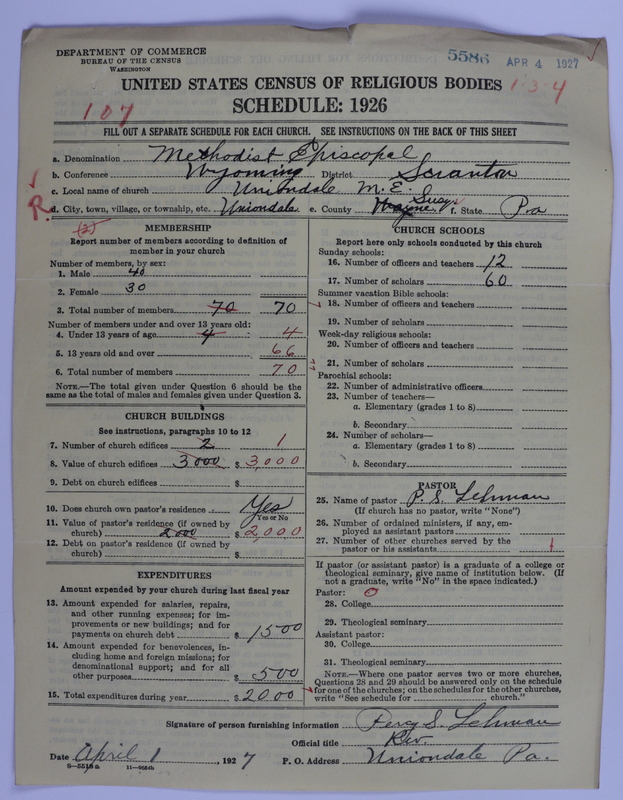 DEPARTMENT OF COMMERCE
BUREAU OF THE CENSUS
WASHINGTON
5586 APR 4 1927
UNITED STATES CENSUS OF RELIGIOUS BODIES 1-3-4
SCHEDULE: 1926
107
FILL OUT A SEPARATE SCHEDULE FOR EACH CHURCH. SEE INSTRUCTIONS ON THE BACK OF THIS SHEET
a. Denomination Methodist Episcopal
b. Conference Wyoming District Scranton
c. Local name of church Uniondale M.E.
R. d. City, town, village, or township, etc. Uniondale e. County Wayne Susq f. State Pa
(2)
MEMBERSHIP
Report number of members according to definition of
member in your church
Number of members, by sex:
1. Male 40
2. Female 30
3. Total number of members 70 70
Number of members under and over 13 years old:
4. Under 13 years of age 4 4
5. 13 years old and over 66
6. Total number of members 70
NOTE.—The total given under Question 6 should be the
same as the total of males and females given under Question 3.
CHURCH BUILDINGS
See instructions, paragraphs 10 to 12
7. Number of church edifices 2 1
8. Value of church edifices 3000 $ 3,000
9. Debt on church edifices $
10. Does church own pastor's residence Yes
Yes or No
11. Value of pastor's residence (if owned by
church) 2000 $ 2,000
12. Debt on pastor's residence (if owned by
church) $
EXPENDITURES
Amount expended by your church during last fiscal year
13. Amount expended for salaries, repairs,
and other running expenses; for im-
provements or new buildings; and for
payments on church debt $ 1500
14. Amount expended for benevolences, in-
cluding home and foreign missions; for
denominational support; and for all
other purposes $ 500
15. Total expenditures during year $ 2000
CHURCH SCHOOLS
Report here only schools conducted by this church
Sunday schools:
16. Number of officers and teachers 12
17. Number of scholars 60
Summer vacation Bible schools:
18. Number of officers and teachers
19. Number of scholars
Week-day religious schools:
20. Number of officers and teachers
21. Number of scholars
Parochial schools:
22. Number of administrative officers
23. Number of teachers—
a. Elementary (grades 1 to 8)
b. Secondary
24. Number of scholars—
a. Elementary (grades 1 to 8)
b. Secondary
PASTOR
25. Name of pastor P. S. Lehman
(If church has no pastor, write "None")
26. Number of ordained ministers, if any, em-
ployed as assistant pastors
27. Number of other churches served by the
pastor or his assistants 1
If pastor (or assistant pastor) is a graduate of a college or
theological seminary, give name of institution below. (If
not a graduate, write "No" in the space indicated.)
Pastor: 0
28. College
29. Theological seminary
Assistant pastor:
30. College
31. Theological seminary
NOTE.—Where one pastor serves two or more churches,
Questions 28 and 29 should be answered only on the schedule
for one of the churches; on the schedules for the other churches,
write "See schedule for church."
Signature of person furnishing information Percy S. Lehman
Official title Rev.
Date April 1, 1927 P. O. Address Uniondale Pa.